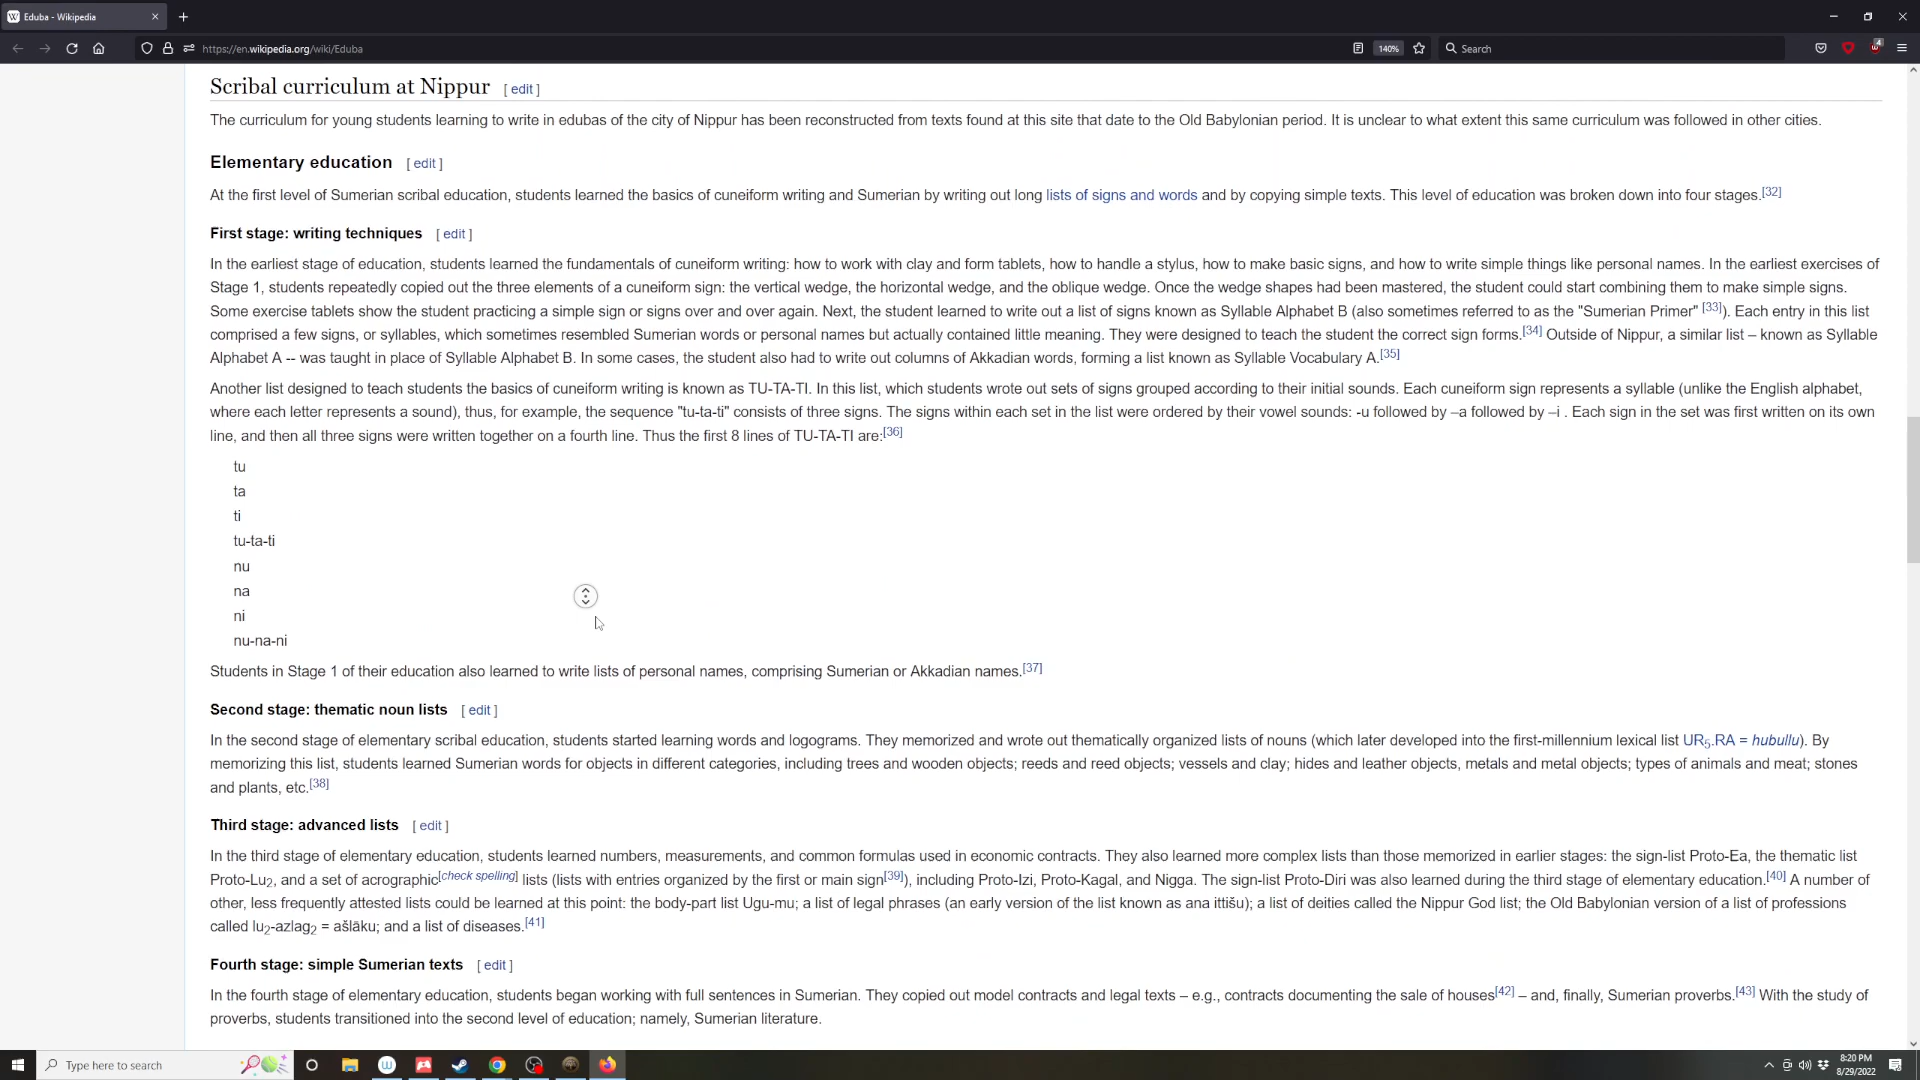 Eduba - Wikipedia
https://en.wikipedia.org/wiki/Eduba
140%
Search
4
Scribal curriculum at Nippur [ edit ]
The curriculum for young students learning to write in edubas of the city of Nippur has been reconstructed from texts found at this site that date to the Old Babylonian period. It is unclear to what extent this same curriculum was followed in other cities.
Elementary education [ edit ]
At the first level of Sumerian scribal education, students learned the basics of cuneiform writing and Sumerian by writing out long lists of signs and words and by copying simple texts. This level of education was broken down into four stages.[32]
First stage: writing techniques [ edit ]
In the earliest stage of education, students learned the fundamentals of cuneiform writing: how to work with clay and form tablets, how to handle a stylus, how to make basic signs, and how to write simple things like personal names. In the earliest exercises of
Stage 1, students repeatedly copied out the three elements of a cuneiform sign: the vertical wedge, the horizontal wedge, and the oblique wedge. Once the wedge shapes had been mastered, the student could start combining them to make simple signs.
Some exercise tablets show the student practicing a simple sign or signs over and over again. Next, the student learned to write out a list of signs known as Syllable Alphabet B (also sometimes referred to as the "Sumerian Primer" [33]). Each entry in this list
comprised a few signs, or syllables, which sometimes resembled Sumerian words or personal names but actually contained little meaning. They were designed to teach the student the correct sign forms.[34] Outside of Nippur, a similar list – known as Syllable
Alphabet A -- was taught in place of Syllable Alphabet B. In some cases, the student also had to write out columns of Akkadian words, forming a list known as Syllable Vocabulary A.[35]
Another list designed to teach students the basics of cuneiform writing is known as TU-TA-TI. In this list, which students wrote out sets of signs grouped according to their initial sounds. Each cuneiform sign represents a syllable (unlike the English alphabet,
where each letter represents a sound), thus, for example, the sequence "tu-ta-ti" consists of three signs. The signs within each set in the list were ordered by their vowel sounds: -u followed by –a followed by –i . Each sign in the set was first written on its own
line, and then all three signs were written together on a fourth line. Thus the first 8 lines of TU-TA-TI are:[36]
tu
ta
ti
tu-ta-ti
nu
na
ni
nu-na-ni
Students in Stage 1 of their education also learned to write lists of personal names, comprising Sumerian or Akkadian names.[37]
Second stage: thematic noun lists [ edit ]
In the second stage of elementary scribal education, students started learning words and logograms. They memorized and wrote out thematically organized lists of nouns (which later developed into the first-millennium lexical list UR5.RA = hubullu). By
memorizing this list, students learned Sumerian words for objects in different categories, including trees and wooden objects; reeds and reed objects; vessels and clay; hides and leather objects, metals and metal objects; types of animals and meat; stones
and plants, etc.[38]
Third stage: advanced lists [ edit ]
In the third stage of elementary education, students learned numbers, measurements, and common formulas used in economic contracts. They also learned more complex lists than those memorized in earlier stages: the sign-list Proto-Ea, the thematic list
Proto-Lu2, and a set of acrographic[check spelling] lists (lists with entries organized by the first or main sign[39]), including Proto-Izi, Proto-Kagal, and Nigga. The sign-list Proto-Diri was also learned during the third stage of elementary education.[40] A number of
other, less frequently attested lists could be learned at this point: the body-part list Ugu-mu; a list of legal phrases (an early version of the list known as ana ittišu); a list of deities called the Nippur God list; the Old Babylonian version of a list of professions
called lu2-azlag2 = ašlāku; and a list of diseases.[41]
Fourth stage: simple Sumerian texts [ edit ]
In the fourth stage of elementary education, students began working with full sentences in Sumerian. They copied out model contracts and legal texts – e.g., contracts documenting the sale of houses[42] – and, finally, Sumerian proverbs.[43] With the study of
proverbs, students transitioned into the second level of education; namely, Sumerian literature.
Type here to search
8:20 PM
8/29/2022